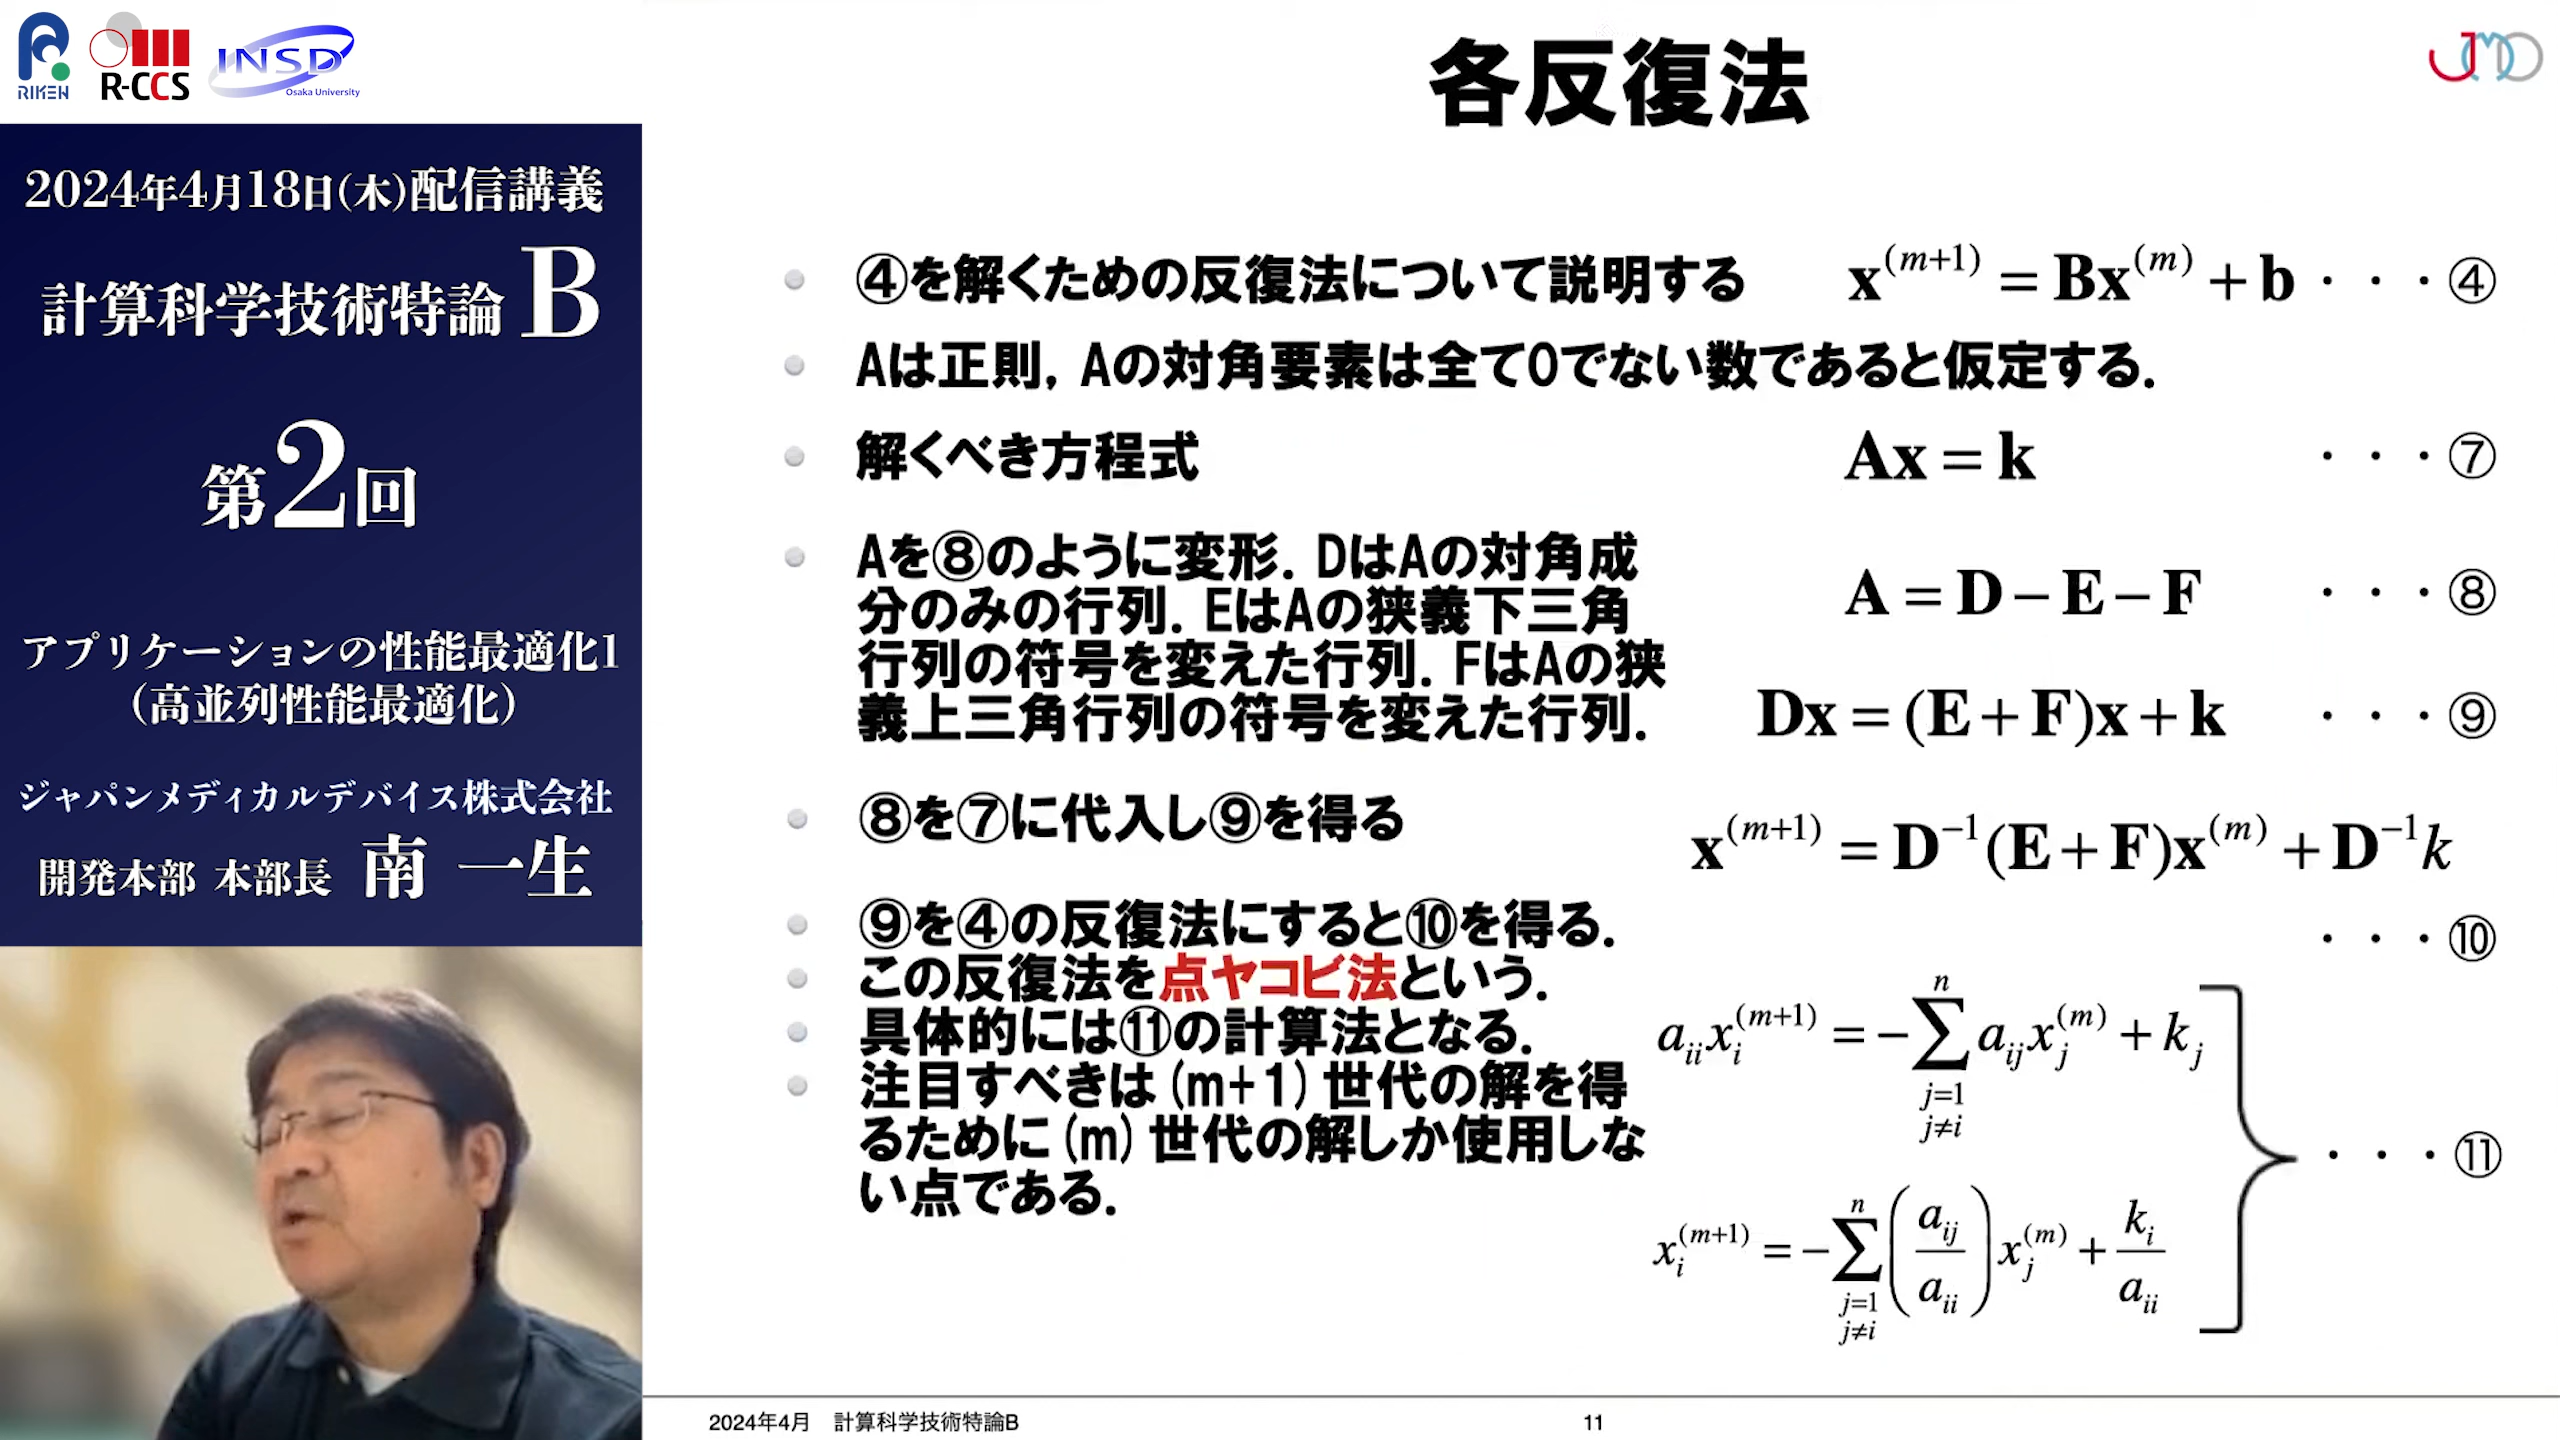 RIKEN
R-CCS
INSD
Osaka University
2024年4月18日(木)配信講義
計算科学技術特論 B
第2回
アプリケーションの性能最適化1
(高並列性能最適化)
ジャパンメディカルデバイス株式会社
開発本部 本部長 南 一生
各反復法
JMD
④を解くための反復法について説明する x^(m+1) = Bx^(m) + b ・・・④
Aは正則, Aの対角要素は全て0でない数であると仮定する.
解くべき方程式 Ax = k ・・・⑦
Aを⑧のように変形. DはAの対角成
分のみの行列. EはAの狭義下三角
行列の符号を変えた行列. FはAの狭
義上三角行列の符号を変えた行列.
A = D − E − F ・・・⑧
Dx = (E + F)x + k ・・・⑨
⑧を⑦に代入し⑨を得る
x^(m+1) = D^−1(E + F)x^(m) + D^−1k
・・・⑩
⑨を④の反復法にすると⑩を得る.
この反復法を点ヤコビ法という.
具体的には⑪の計算法となる.
注目すべきは(m+1)世代の解を得
るために(m)世代の解しか使用しな
い点である.
a_ii x_i^(m+1) = −∑_{j=1, j≠i}^n a_ij x_j^(m) + k_j
x_i^(m+1) = −∑_{j=1, j≠i}^n (a_ij / a_ii) x_j^(m) + k_i / a_ii
・・・⑪
2024年4月 計算科学技術特論B
11